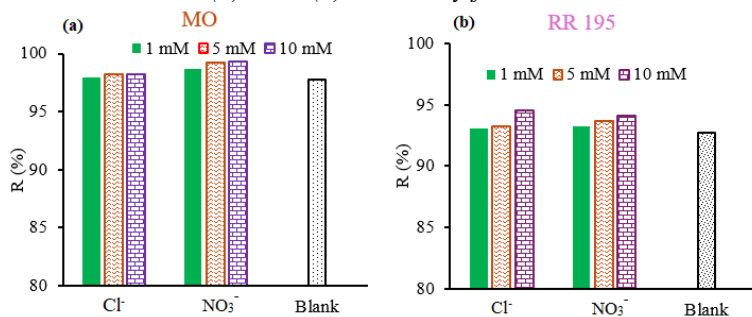 (a)
MO
1 mM 5 mM 10 mM
100
95
90
85
80
R (%)
Cl⁻ NO₃⁻ Blank
(b)
RR 195
1 mM 5 mM 10 mM
100
95
90
85
80
R (%)
Cl⁻ NO₃⁻ Blank